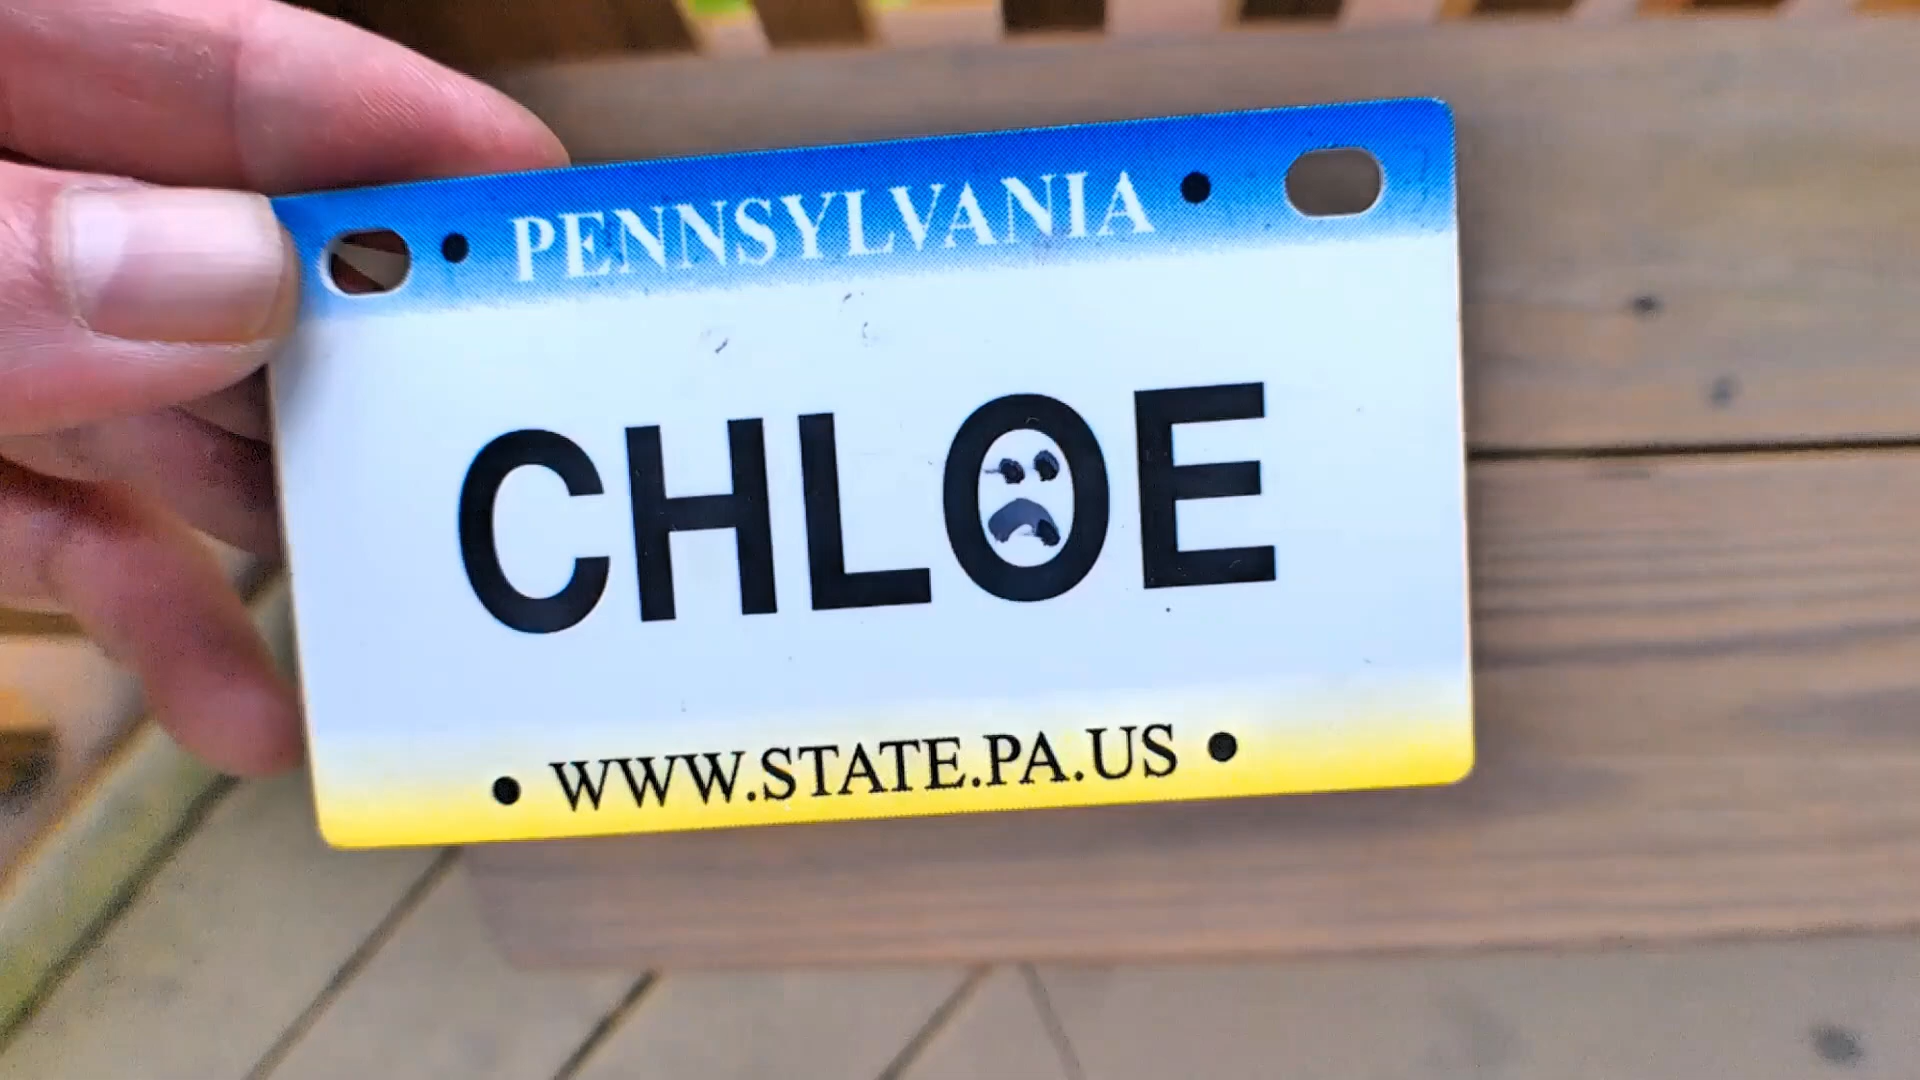 • PENNSYLVANIA •
CHLOE
• WWW.STATE.PA.US •